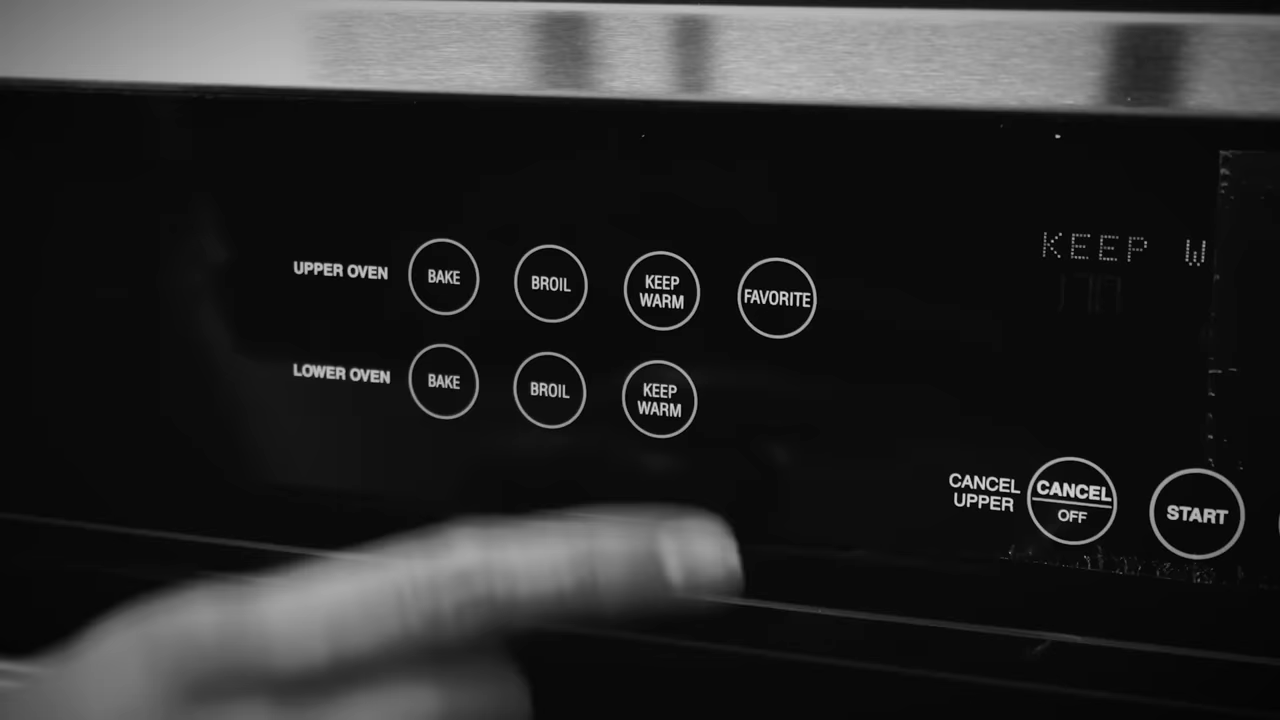 KEEP W
UPPER OVEN BAKE BROIL KEEP WARM FAVORITE
LOWER OVEN BAKE BROIL KEEP WARM
CANCEL UPPER CANCEL OFF START